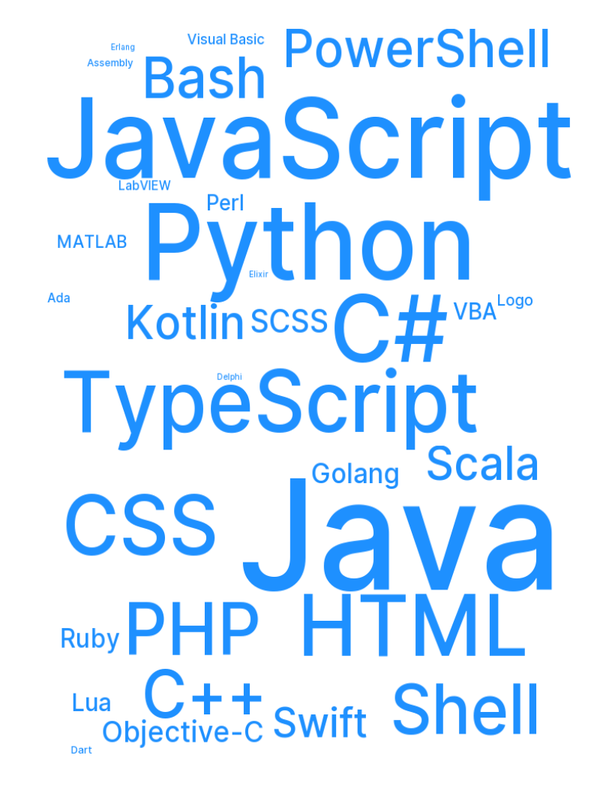 Visual Basic
PowerShell
Erlang
Assembly
Bash
JavaScript
LabVIEW
Perl
Python
MATLAB
Elixir
Ada
Kotlin
SCSS
C#
VBA
Logo
Delphi
TypeScript
Scala
Golang
Java
CSS
HTML
PHP
Ruby
C++
Shell
Lua
Swift
Objective-C
Dart